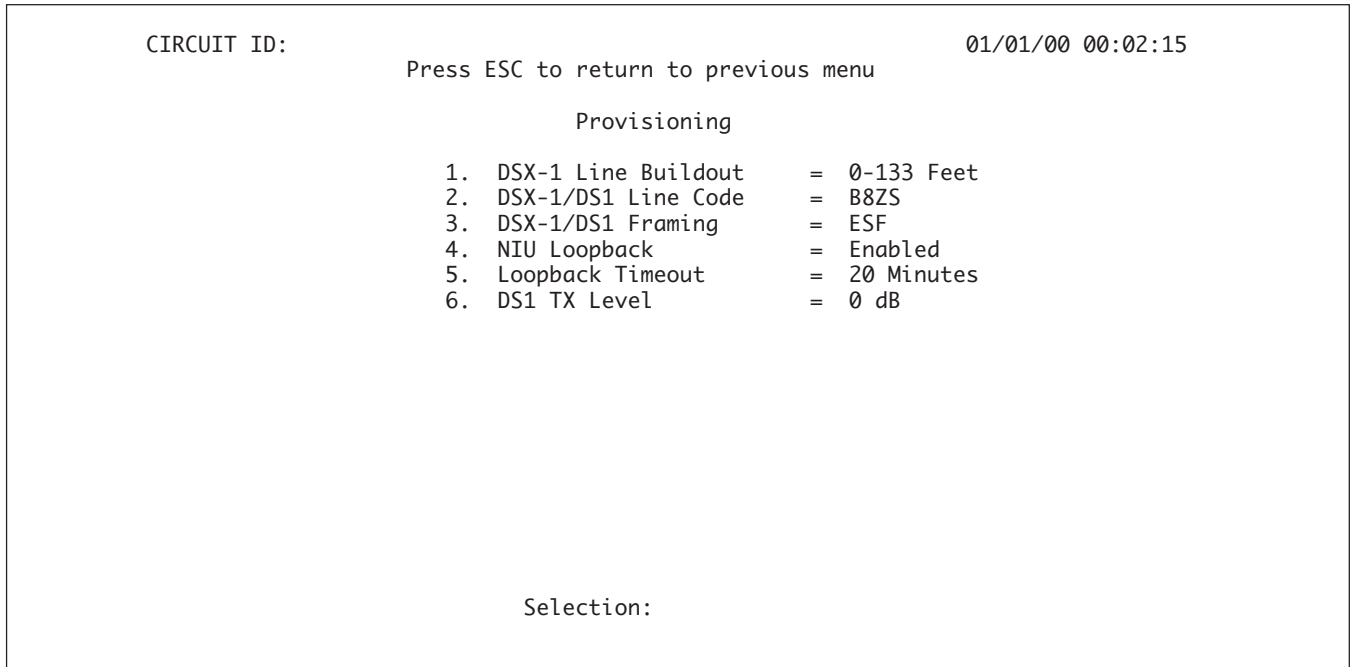 CIRCUIT ID: 01/01/00 00:02:15
Press ESC to return to previous menu
Provisioning
1. DSX-1 Line Buildout = 0-133 Feet
2. DSX-1/DS1 Line Code = B8ZS
3. DSX-1/DS1 Framing = ESF
4. NIU Loopback = Enabled
5. Loopback Timeout = 20 Minutes
6. DS1 TX Level = 0 dB
Selection: